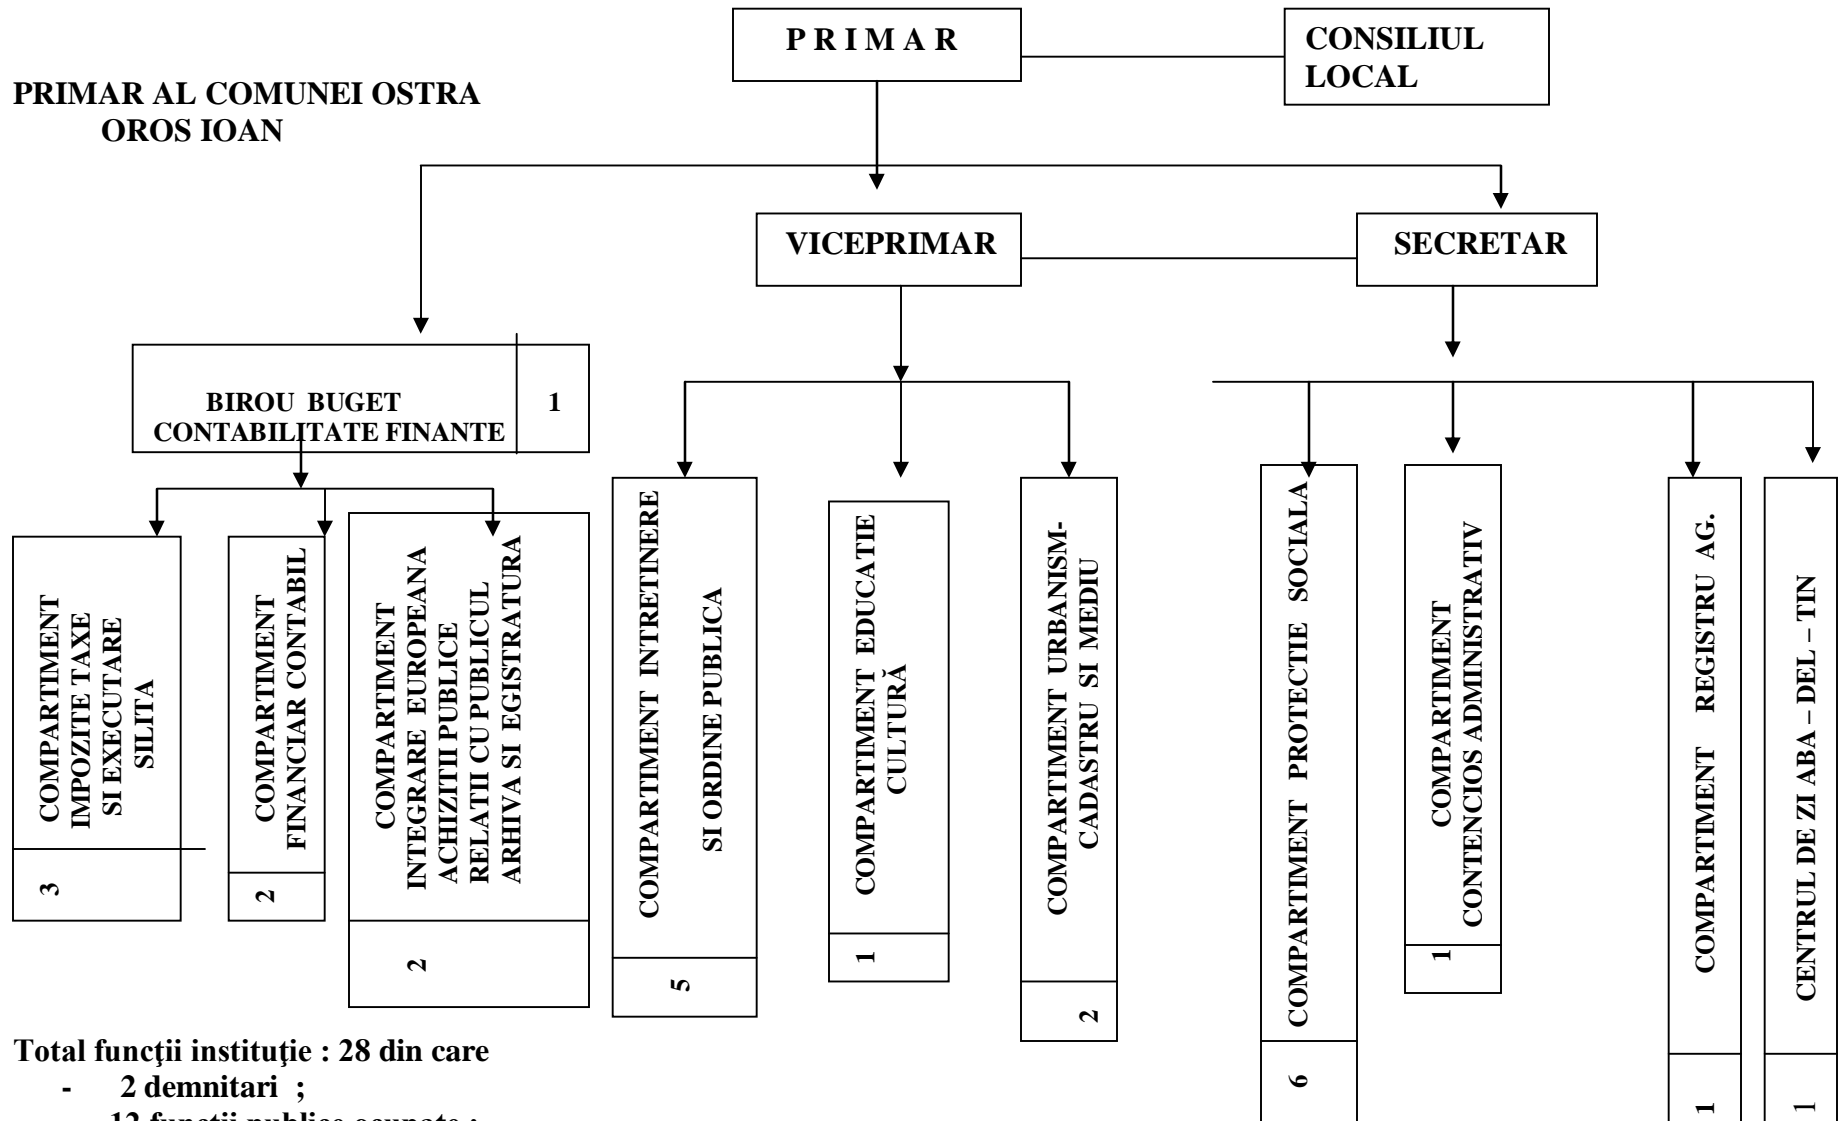 P R I M A R
CONSILIUL
LOCAL
PRIMAR AL COMUNEI OSTRA
OROS IOAN
VICEPRIMAR
SECRETAR
BIROU BUGET
CONTABILITATE FINANTE
1
COMPARTIMENT
IMPOZITE TAXE
SI EXECUTARE
SILITA
3
COMPARTIMENT
FINANCIAR CONTABIL
2
COMPARTIMENT
INTEGRARE EUROPEANA
ACHIZITII PUBLICE
RELATII CU PUBLICUL
ARHIVA SI EGISTRATURA
2
COMPARTIMENT INTRETINERE
SI ORDINE PUBLICA
5
COMPARTIMENT EDUCATIE
CULTURĂ
1
COMPARTIMENT URBANISM-
CADASTRU SI MEDIU
2
COMPARTIMENT PROTECTIE SOCIALA
6
COMPARTIMENT
CONTENCIOS ADMINISTRATIV
1
COMPARTIMENT REGISTRU AG.
1
CENTRUL DE ZI ABA – DEL – TIN
1
Total funcţii instituţie : 28 din care
- 2 demnitari ;
12 funcţii publice ocupate ;